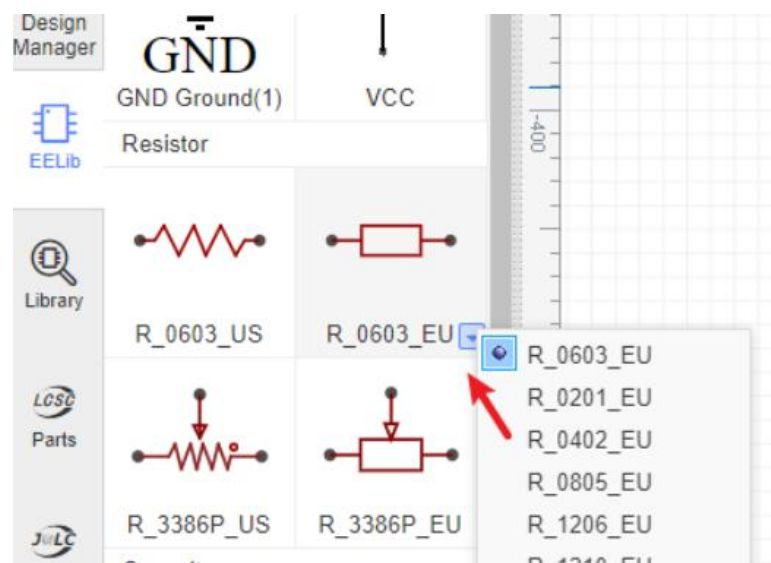 Design
Manager
GND
GND Ground(1)
VCC
EELib
Resistor
-400
Library
R_0603_US
R_0603_EU
R_0603_EU
R_0201_EU
R_0402_EU
R_0805_EU
R_1206_EU
LCSC
Parts
R_3386P_US
R_3386P_EU
JLC